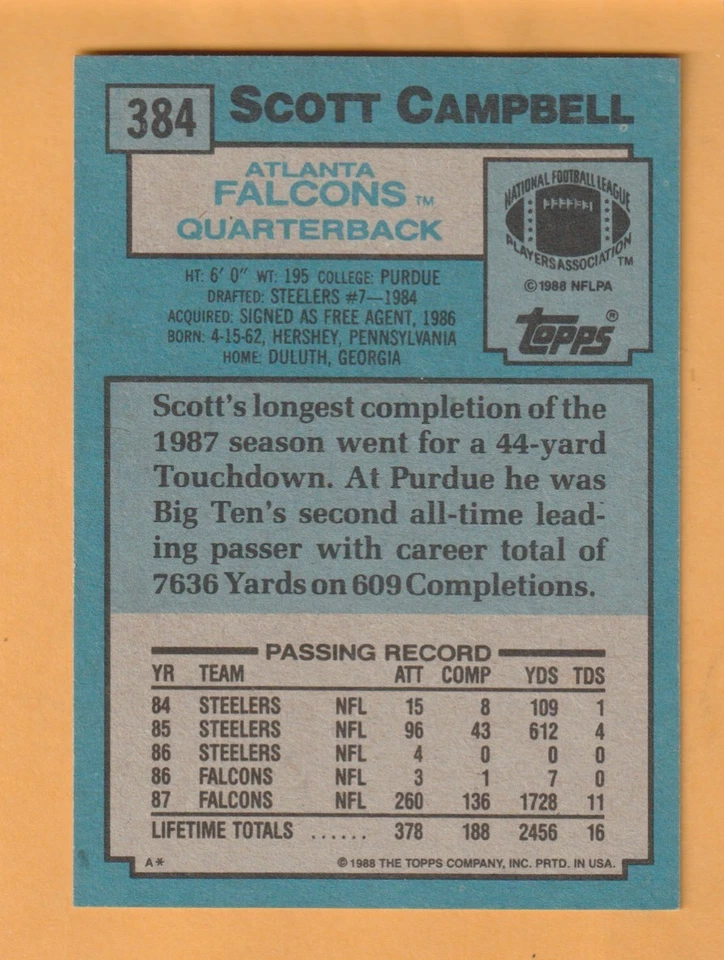 384 SCOTT CAMPBELL
ATLANTA
FALCONS TM
QUARTERBACK
NATIONAL FOOTBALL LEAGUE
PLAYERS ASSOCIATION TM
© 1988 NFLPA
topps ®
HT: 6' 0" WT: 195 COLLEGE: PURDUE
DRAFTED: STEELERS #7—1984
ACQUIRED: SIGNED AS FREE AGENT, 1986
BORN: 4-15-62, HERSHEY, PENNSYLVANIA
HOME: DULUTH, GEORGIA
Scott's longest completion of the
1987 season went for a 44-yard
Touchdown. At Purdue he was
Big Ten's second all-time lead-
ing passer with career total of
7636 Yards on 609 Completions.
PASSING RECORD
YR TEAM ATT COMP YDS TDS
84 STEELERS NFL 15 8 109 1
85 STEELERS NFL 96 43 612 4
86 STEELERS NFL 4 0 0 0
86 FALCONS NFL 3 1 7 0
87 FALCONS NFL 260 136 1728 11
LIFETIME TOTALS ...... 378 188 2456 16
A* © 1988 THE TOPPS COMPANY, INC. PRTD. IN USA.